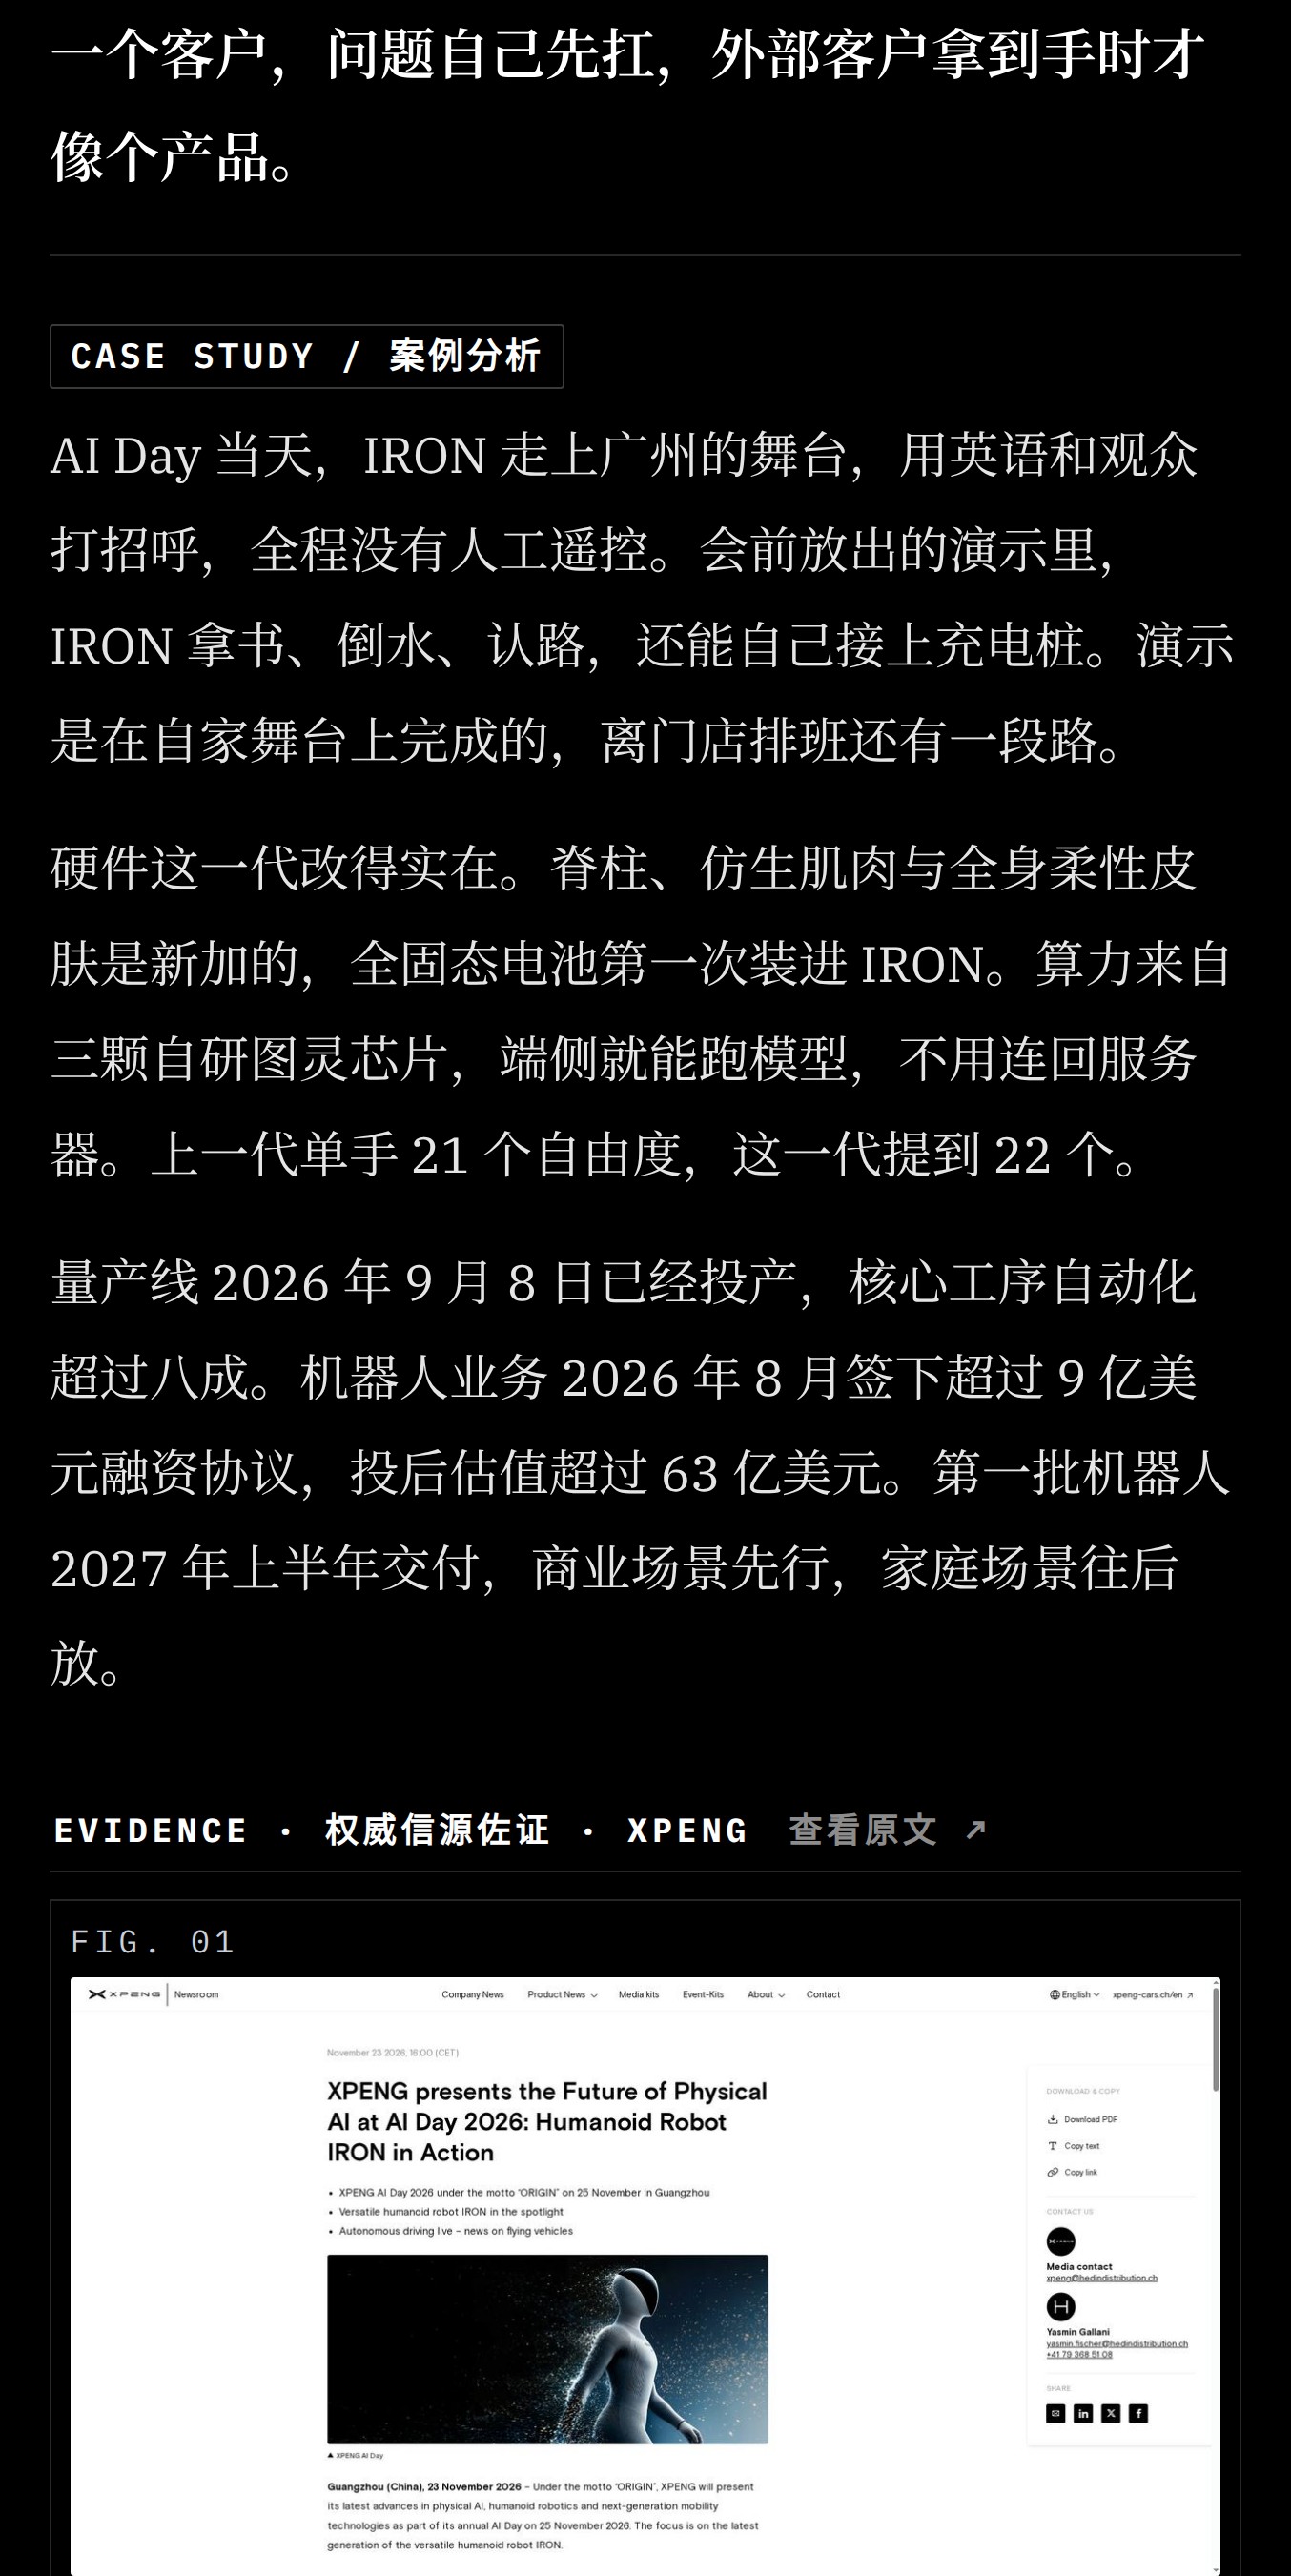 一个客户，问题自己先扛，外部客户拿到手时才
像个产品。
CASE STUDY / 案例分析
AI Day 当天，IRON 走上广州的舞台，用英语和观众
打招呼，全程没有人工遥控。会前放出的演示里，
IRON 拿书、倒水、认路，还能自己接上充电桩。演示
是在自家舞台上完成的，离门店排班还有一段路。
硬件这一代改得实在。脊柱、仿生肌肉与全身柔性皮
肤是新加的，全固态电池第一次装进 IRON。算力来自
三颗自研图灵芯片，端侧就能跑模型，不用连回服务
器。上一代单手 21 个自由度，这一代提到 22 个。
量产线 2026 年 9 月 8 日已经投产，核心工序自动化
超过八成。机器人业务 2026 年 8 月签下超过 9 亿美
元融资协议，投后估值超过 63 亿美元。第一批机器人
2027 年上半年交付，商业场景先行，家庭场景往后
放。
EVIDENCE · 权威信源佐证 · XPENG 查看原文 ↗
FIG. 01
XPENG Newsroom Company News Product News Media kits Event-Kits About Contact English xpeng-cars.ch/en ↗
November 23 2026, 16:00 (CET)
XPENG presents the Future of Physical
AI at AI Day 2026: Humanoid Robot
IRON in Action
• XPENG AI Day 2026 under the motto "ORIGIN" on 25 November in Guangzhou
• Versatile humanoid robot IRON in the spotlight
• Autonomous driving live – news on flying vehicles
▲ XPENG AI Day
Guangzhou (China), 23 November 2026 – Under the motto "ORIGIN", XPENG will present
its latest advances in physical AI, humanoid robotics and next-generation mobility
technologies as part of its annual AI Day on 25 November 2026. The focus is on the latest
generation of the versatile humanoid robot IRON.
DOWNLOAD & COPY
Download PDF
Copy text
Copy link
CONTACT US
Media contact
xpeng@hedindistribution.ch
H
Yasmin Gallani
yasmin.fischer@hedindistribution.ch
+41 79 368 51 08
SHARE